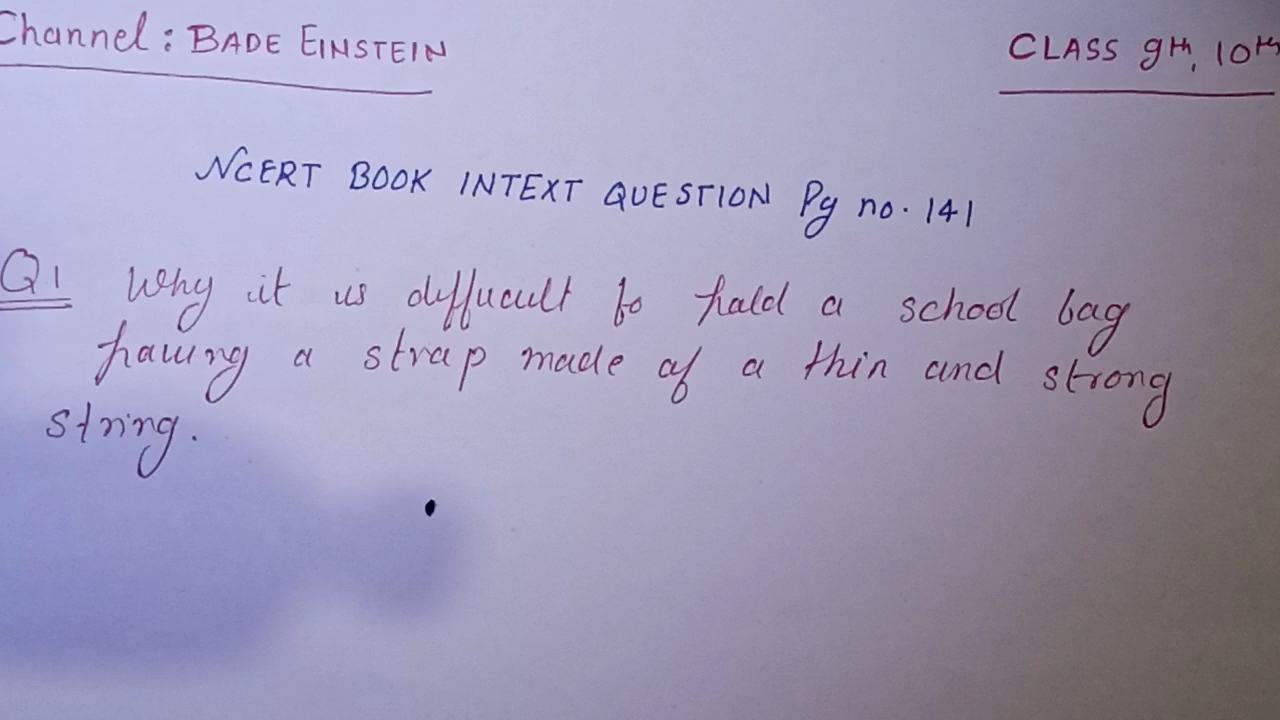 Channel : BADE EINSTEIN
CLASS 9th, 10th
NCERT BOOK INTEXT QUESTION Pg no. 141
Q1 Why it is difficult to hold a school bag
having a strap made of a thin and strong
string.